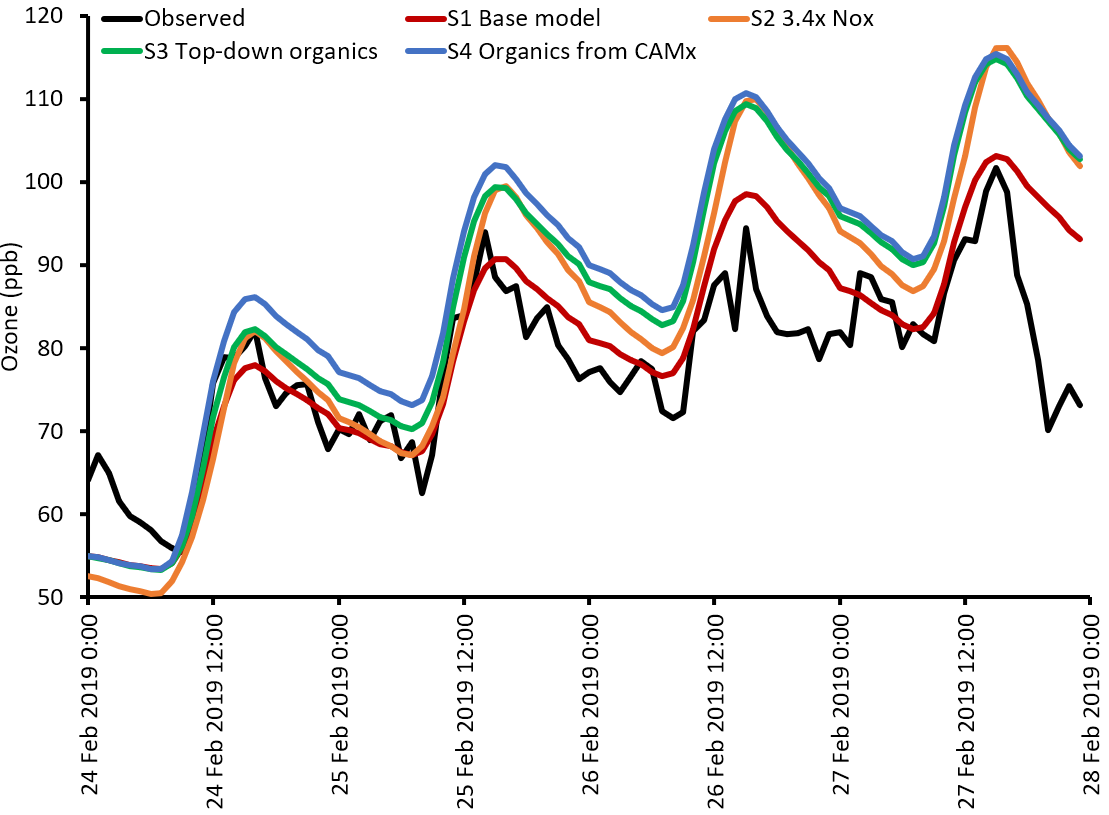 Observed
S1 Base model
S2 3.4x Nox
S3 Top-down organics
S4 Organics from CAMx
Ozone (ppb)
120
110
100
90
80
70
60
50
24 Feb 2019 0:00
24 Feb 2019 12:00
25 Feb 2019 0:00
25 Feb 2019 12:00
26 Feb 2019 0:00
26 Feb 2019 12:00
27 Feb 2019 0:00
27 Feb 2019 12:00
28 Feb 2019 0:00